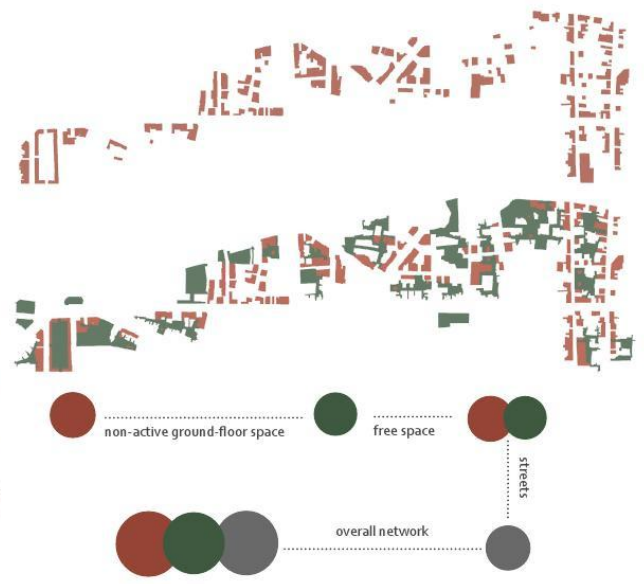 non-active ground-floor space
free space
streets
overall network